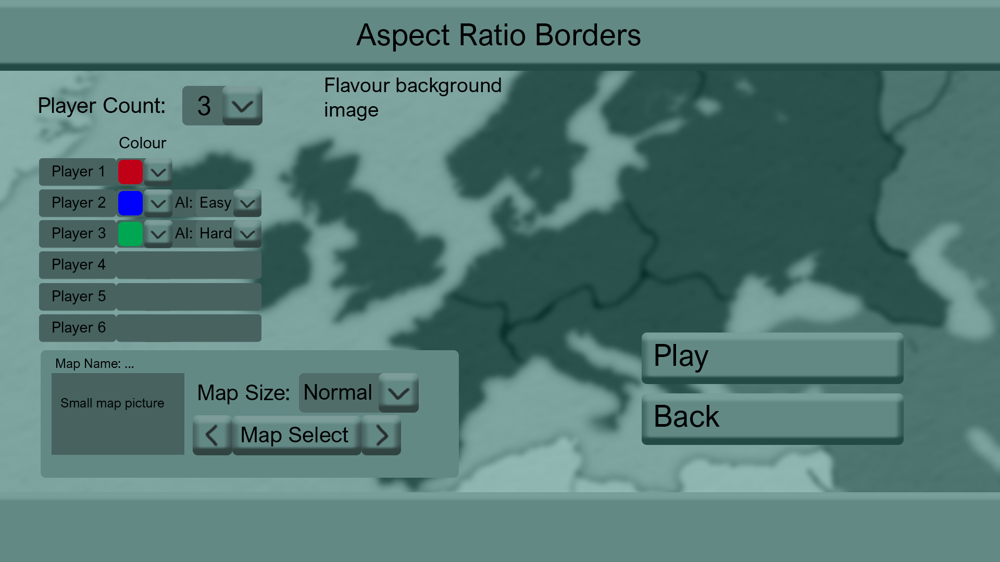 Aspect Ratio Borders
Flavour background
image
Player Count: 3
Colour
Player 1
Player 2 AI: Easy
Player 3 AI: Hard
Player 4
Player 5
Player 6
Map Name: ...
Small map picture
Map Size: Normal
Map Select
Play
Back